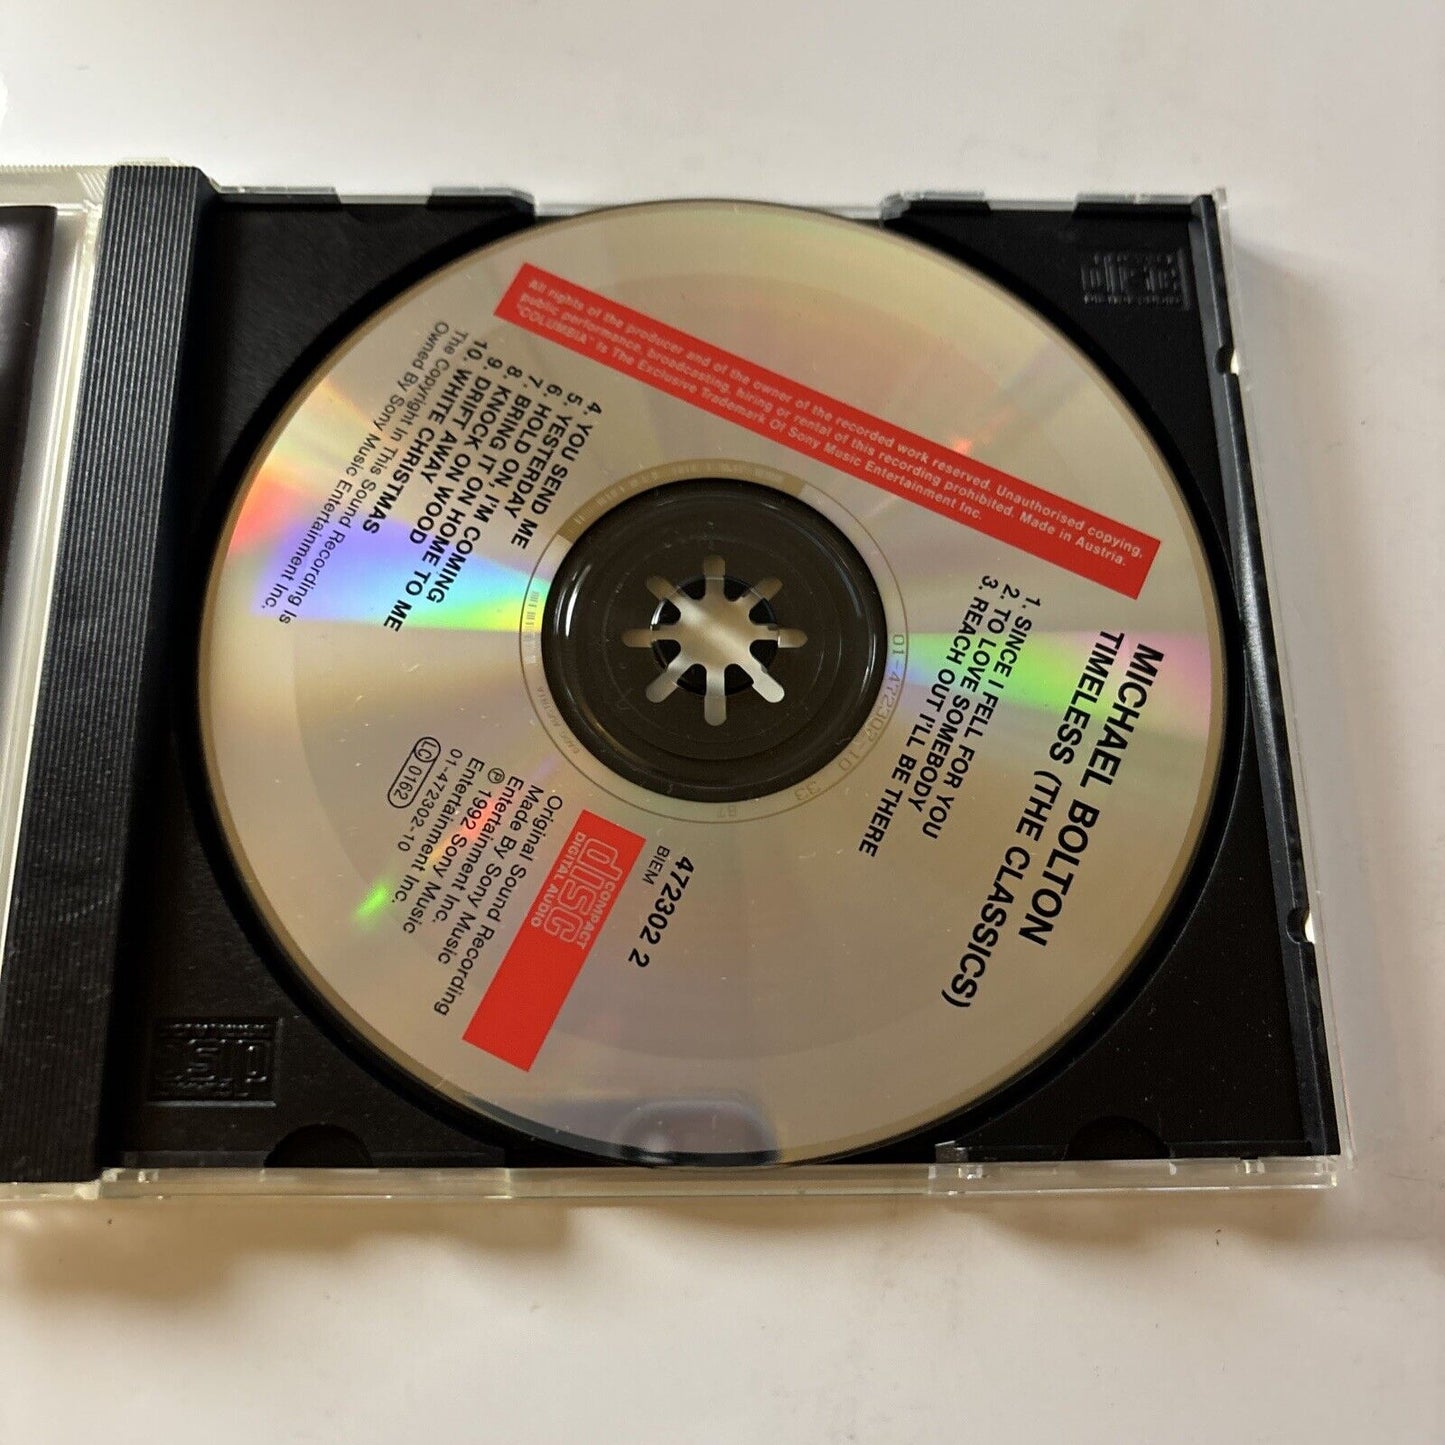 MICHAEL BOLTON
TIMELESS (THE CLASSICS)
1. SINCE I FELL FOR YOU
2. TO LOVE SOMEBODY
3. REACH OUT I'LL BE THERE
4. YOU SEND ME
5. YESTERDAY
6. HOLD ON, I'M COMING
7. BRING IT ON HOME TO ME
8. KNOCK ON WOOD
9. DRIFT AWAY
10. WHITE CHRISTMAS
The Copyright In This Sound Recording Is
Owned By Sony Music Entertainment Inc.
472302 2
BIEM
COMPACT
disc
DIGITAL AUDIO
Original Sound Recording
Made By Sony Music
Entertainment Inc.
℗ 1992 Sony Music
Entertainment Inc.
01-472302-10
LC 0162
All rights of the producer and of the owner of the recorded work reserved. Unauthorised copying,
public performance, broadcasting, hiring or rental of this recording prohibited. Made in Austria.
"COLUMBIA" Is The Exclusive Trademark Of Sony Music Entertainment Inc.
01-472302-10 33